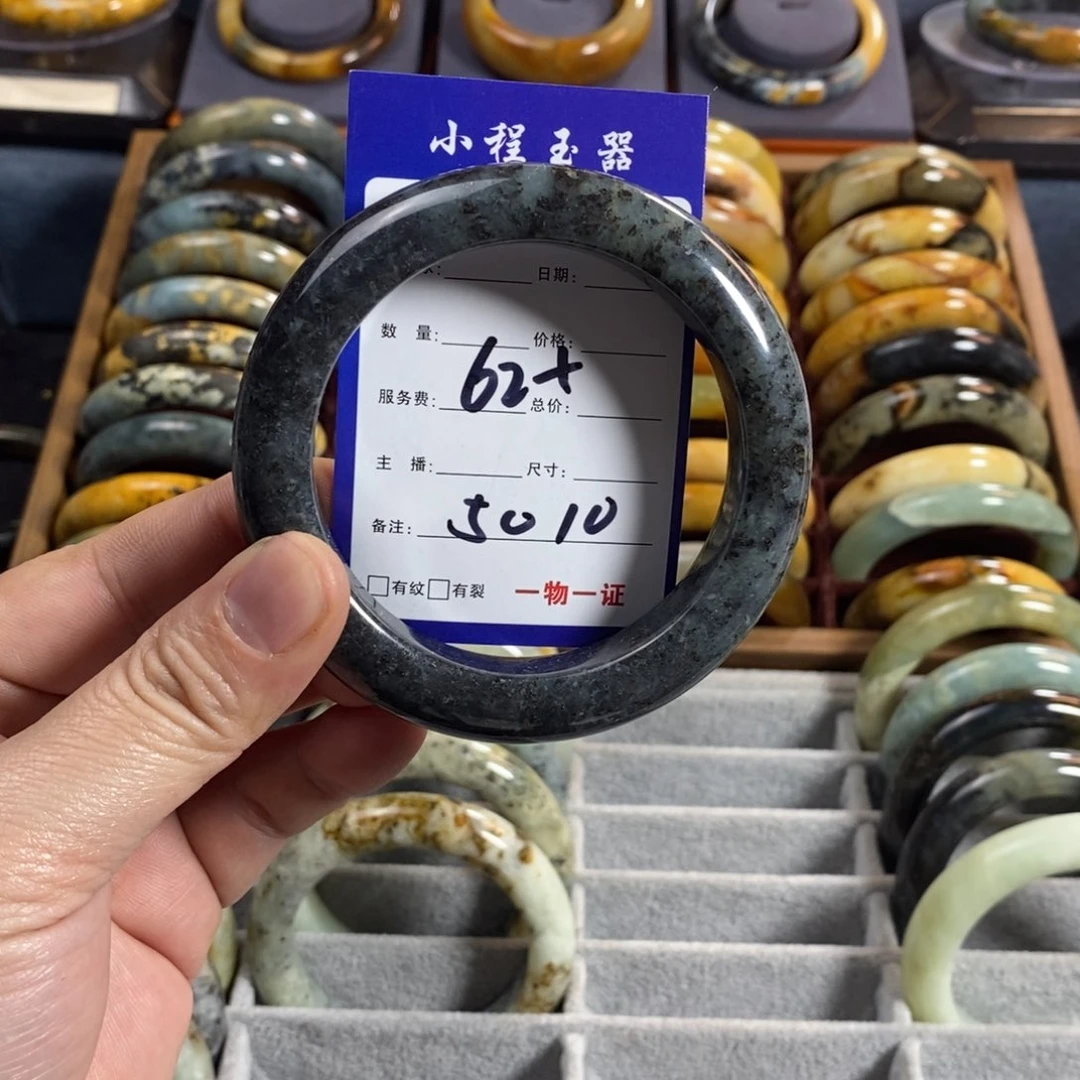 小程玉器
日期:
数 量: 价格:
62+
服务费: 总价:
主 播: 尺寸:
备注: 5010
有纹 有裂 一物一证